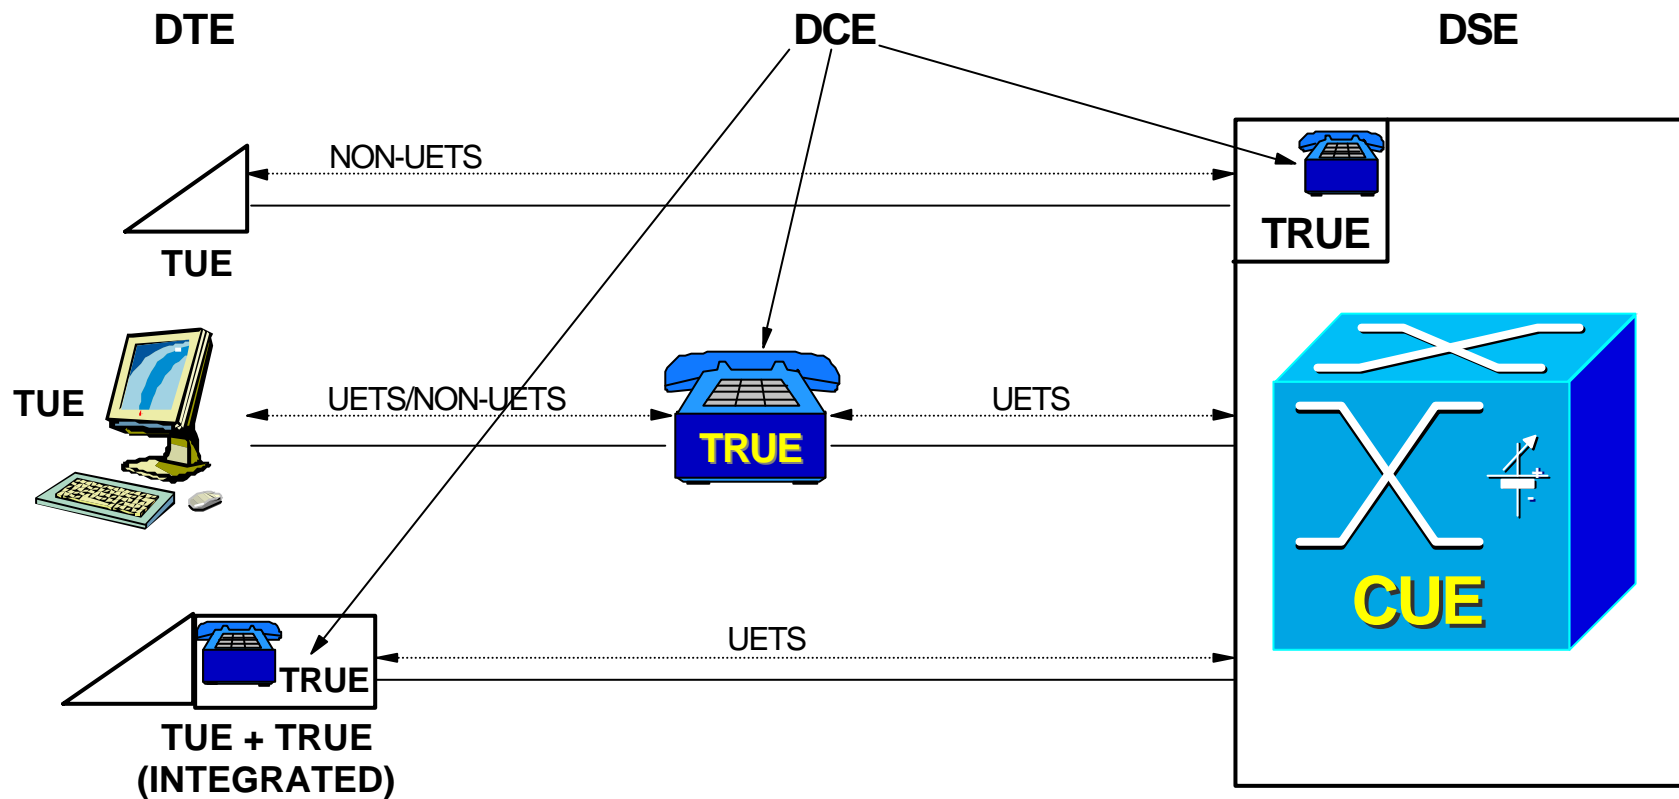 DTE
DCE
DSE
NON-UETS
TRUE
TUE
TUE
UETS/NON-UETS
UETS
TRUE
+
-
CUE
UETS
TRUE
TUE + TRUE
(INTEGRATED)